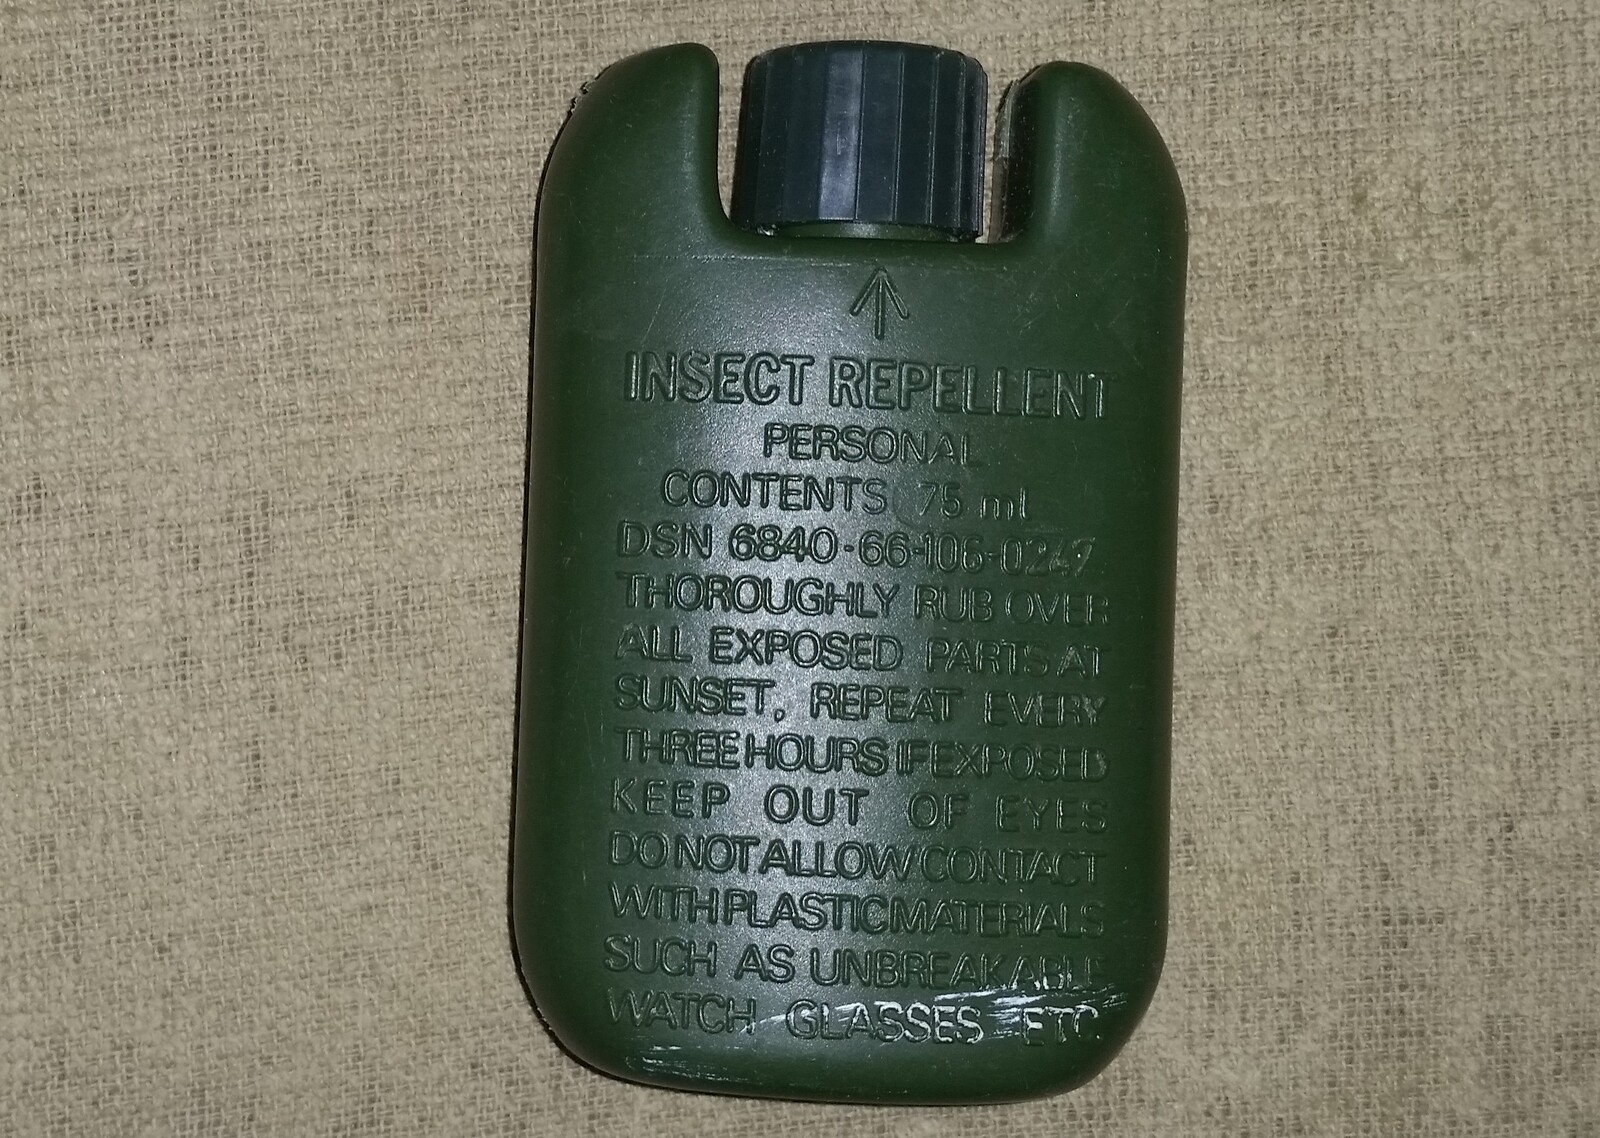 INSECT REPELLENT
PERSONAL
CONTENTS 75 ml
DSN 6840-66-106-0247
THOROUGHLY RUB OVER
ALL EXPOSED PARTS AT
SUNSET, REPEAT EVERY
THREE HOURS IF EXPOSED
KEEP OUT OF EYES
DO NOT ALLOW CONTACT
WITH PLASTIC MATERIALS
SUCH AS UNBREAKABLE
WATCH GLASSES ETC.